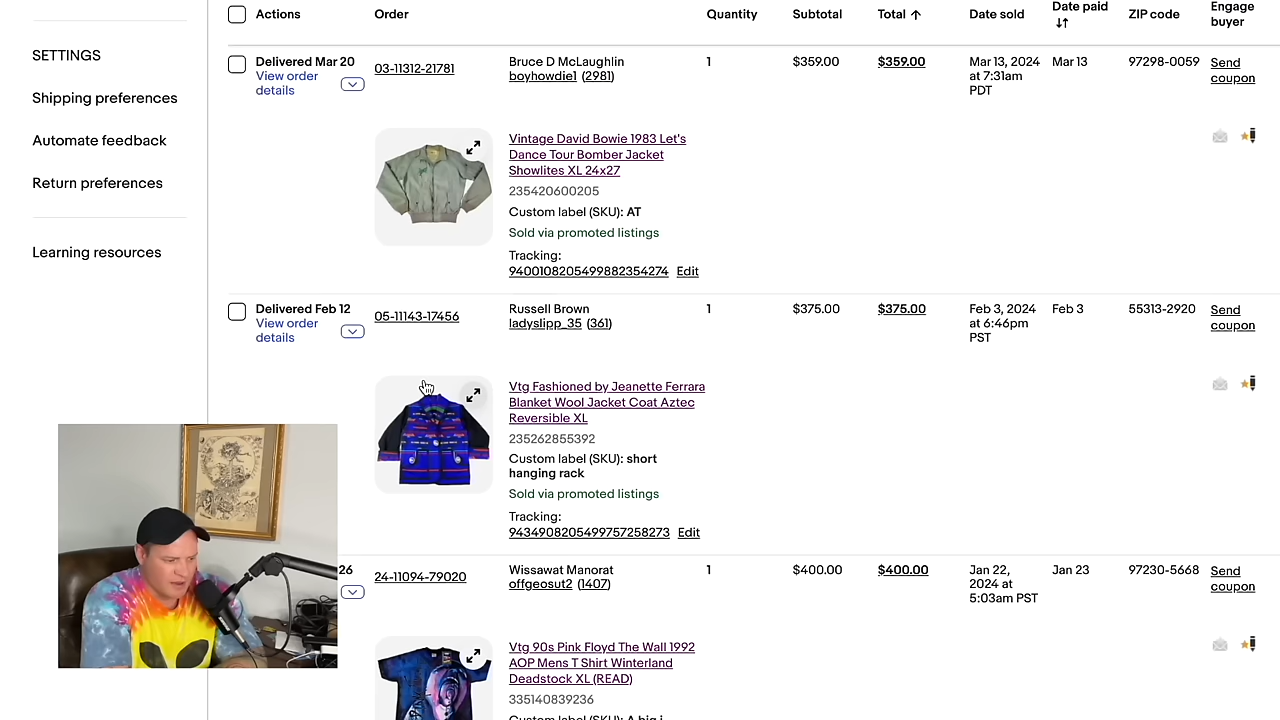 SETTINGS
Shipping preferences
Automate feedback
Return preferences
Learning resources
Actions
Order
Quantity
Subtotal
Total
Date sold
Date paid
ZIP code
Engage
buyer
Delivered Mar 20
View order
details
03-11312-21781
Bruce D McLaughlin
boyhowdie1 (2981)
1
$359.00
$359.00
Mar 13, 2024
at 7:31am
PDT
Mar 13
97298-0059
Send
coupon
Vintage David Bowie 1983 Let's
Dance Tour Bomber Jacket
Showlites XL 24x27
235420600205
Custom label (SKU): AT
Sold via promoted listings
Tracking:
9400108205499882354274 Edit
Delivered Feb 12
View order
details
05-11143-17456
Russell Brown
ladyslipp_35 (361)
1
$375.00
$375.00
Feb 3, 2024
at 6:46pm
PST
Feb 3
55313-2920
Send
coupon
Vtg Fashioned by Jeanette Ferrara
Blanket Wool Jacket Coat Aztec
Reversible XL
235262855392
Custom label (SKU): short
hanging rack
Sold via promoted listings
Tracking:
9434908205499757258273 Edit
26
24-11094-79020
Wissawat Manorat
offgeosut2 (1407)
1
$400.00
$400.00
Jan 22,
2024 at
5:03am PST
Jan 23
97230-5668
Send
coupon
Vtg 90s Pink Floyd The Wall 1992
AOP Mens T Shirt Winterland
Deadstock XL (READ)
335140839236
Custom label (SKU): A big i